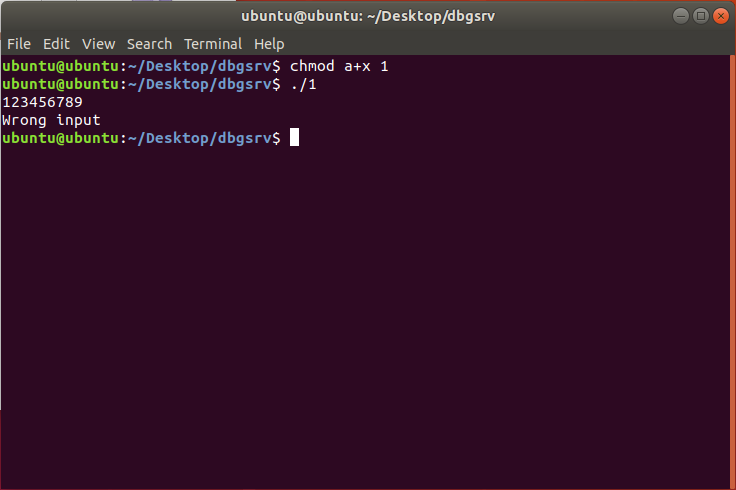 ubuntu@ubuntu: ~/Desktop/dbgsrv
File Edit View Search Terminal Help
ubuntu@ubuntu:~/Desktop/dbgsrv$ chmod a+x 1
ubuntu@ubuntu:~/Desktop/dbgsrv$ ./1
123456789
Wrong input
ubuntu@ubuntu:~/Desktop/dbgsrv$